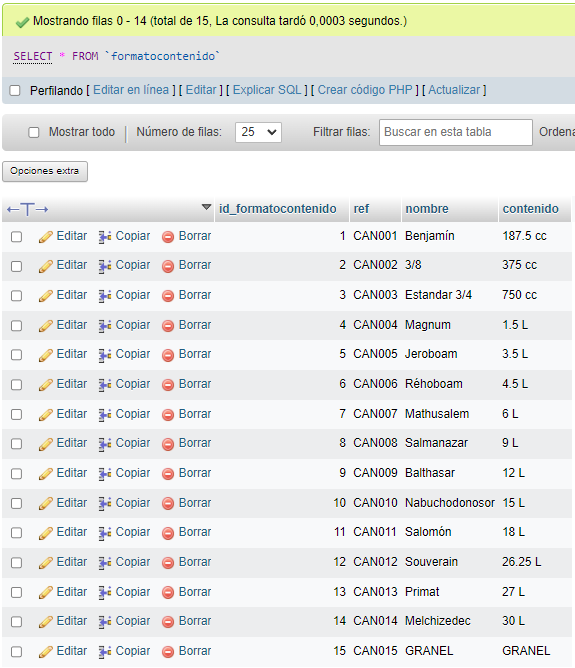 Mostrando filas 0 - 14 (total de 15, La consulta tardó 0,0003 segundos.)
SELECT * FROM `formatocontenido`
Perfilando [ Editar en línea ] [ Editar ] [ Explicar SQL ] [ Crear código PHP ] [ Actualizar ]
Mostrar todo Número de filas: 25 Filtrar filas: Buscar en esta tabla Ordena
Opciones extra
←T→ id_formatocontenido ref nombre contenido
Editar Copiar Borrar 1 CAN001 Benjamín 187.5 cc
Editar Copiar Borrar 2 CAN002 3/8 375 cc
Editar Copiar Borrar 3 CAN003 Estandar 3/4 750 cc
Editar Copiar Borrar 4 CAN004 Magnum 1.5 L
Editar Copiar Borrar 5 CAN005 Jeroboam 3.5 L
Editar Copiar Borrar 6 CAN006 Réhoboam 4.5 L
Editar Copiar Borrar 7 CAN007 Mathusalem 6 L
Editar Copiar Borrar 8 CAN008 Salmanazar 9 L
Editar Copiar Borrar 9 CAN009 Balthasar 12 L
Editar Copiar Borrar 10 CAN010 Nabuchodonosor 15 L
Editar Copiar Borrar 11 CAN011 Salomón 18 L
Editar Copiar Borrar 12 CAN012 Souverain 26.25 L
Editar Copiar Borrar 13 CAN013 Primat 27 L
Editar Copiar Borrar 14 CAN014 Melchizedec 30 L
Editar Copiar Borrar 15 CAN015 GRANEL GRANEL